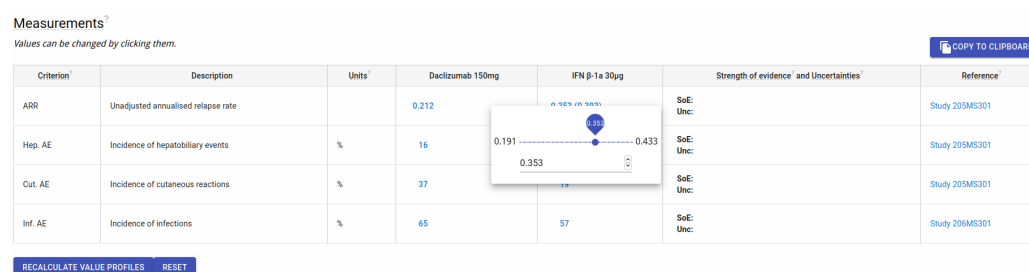 Measurements?
Values can be changed by clicking them.
COPY TO CLIPBOARD
Criterion? Description Units? Daclizumab 150mg IFN β-1a 30μg Strength of evidence? and Uncertainties? Reference?
ARR Unadjusted annualised relapse rate 0.212 0.353 (0.393) SoE: Study 205MS301
Unc:
0.353
0.191 0.433
0.353
Hep. AE Incidence of hepatobiliary events % 16 SoE: Study 205MS301
Unc:
Cut. AE Incidence of cutaneous reactions % 37 19 SoE: Study 205MS301
Unc:
Inf. AE Incidence of infections % 65 57 SoE: Study 206MS301
Unc:
RECALCULATE VALUE PROFILES RESET